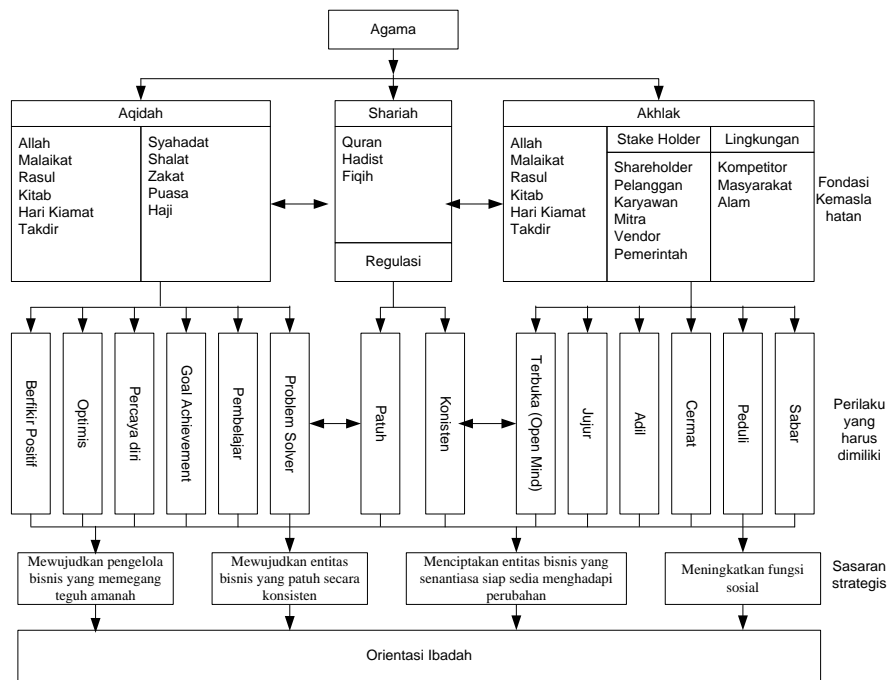 Agama
Aqidah
Allah
Malaikat
Rasul
Kitab
Hari Kiamat
Takdir
Syahadat
Shalat
Zakat
Puasa
Haji
Shariah
Quran
Hadist
Fiqih
Regulasi
Akhlak
Allah
Malaikat
Rasul
Kitab
Hari Kiamat
Takdir
Stake Holder
Shareholder
Pelanggan
Karyawan
Mitra
Vendor
Pemerintah
Lingkungan
Kompetitor
Masyarakat
Alam
Fondasi
Kemasla
hatan
Berfikir Positif
Optimis
Percaya diri
Goal Achievement
Pembelajar
Problem Solver
Patuh
Konisten
Terbuka (Open Mind)
Jujur
Adil
Cermat
Peduli
Sabar
Perilaku
yang
harus
dimiliki
Mewujudkan pengelola
bisnis yang memegang
teguh amanah
Mewujudkan entitas
bisnis yang patuh secara
konsisten
Menciptakan entitas bisnis yang
senantiasa siap sedia menghadapi
perubahan
Meningkatkan fungsi
sosial
Sasaran
strategis
Orientasi Ibadah